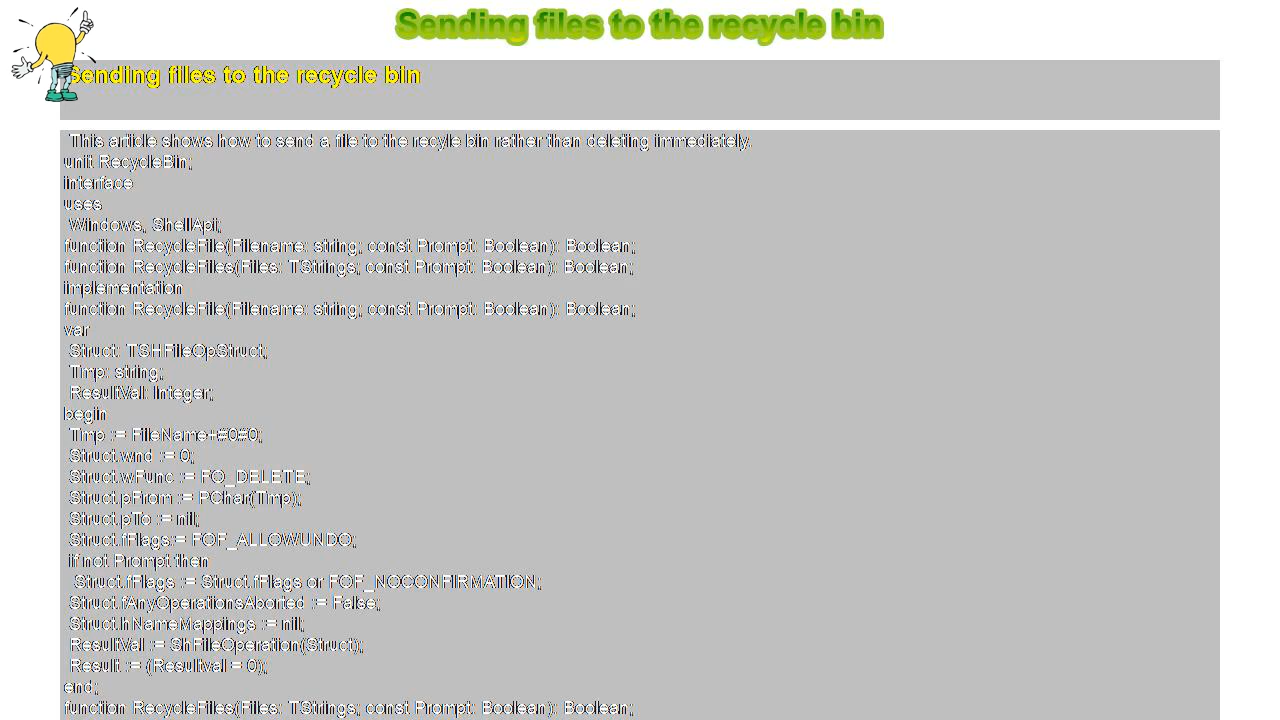 Sending files to the recycle bin
Sending files to the recycle bin
This article shows how to send a file to the recyle bin rather than deleting immediately.
unit RecycleBin;
interface
uses
Windows, ShellApi;
function RecycleFile(Filename: string; const Prompt: Boolean): Boolean;
function RecycleFiles(Files: TStrings; const Prompt: Boolean): Boolean;
implementation
function RecycleFile(Filename: string; const Prompt: Boolean): Boolean;
var
Struct: TSHFileOpStruct;
Tmp: string;
ResultVal: Integer;
begin
Tmp := FileName+#0#0;
Struct.wnd := 0;
Struct.wFunc := FO_DELETE;
Struct.pFrom := PChar(Tmp);
Struct.pTo := nil;
Struct.fFlags:= FOF_ALLOWUNDO;
if not Prompt then
Struct.fFlags := Struct.fFlags or FOF_NOCONFIRMATION;
Struct.fAnyOperationsAborted := False;
Struct.hNameMappings := nil;
ResultVal := ShFileOperation(Struct);
Result := (Resultval = 0);
end;
function RecycleFiles(Files: TStrings; const Prompt: Boolean): Boolean;